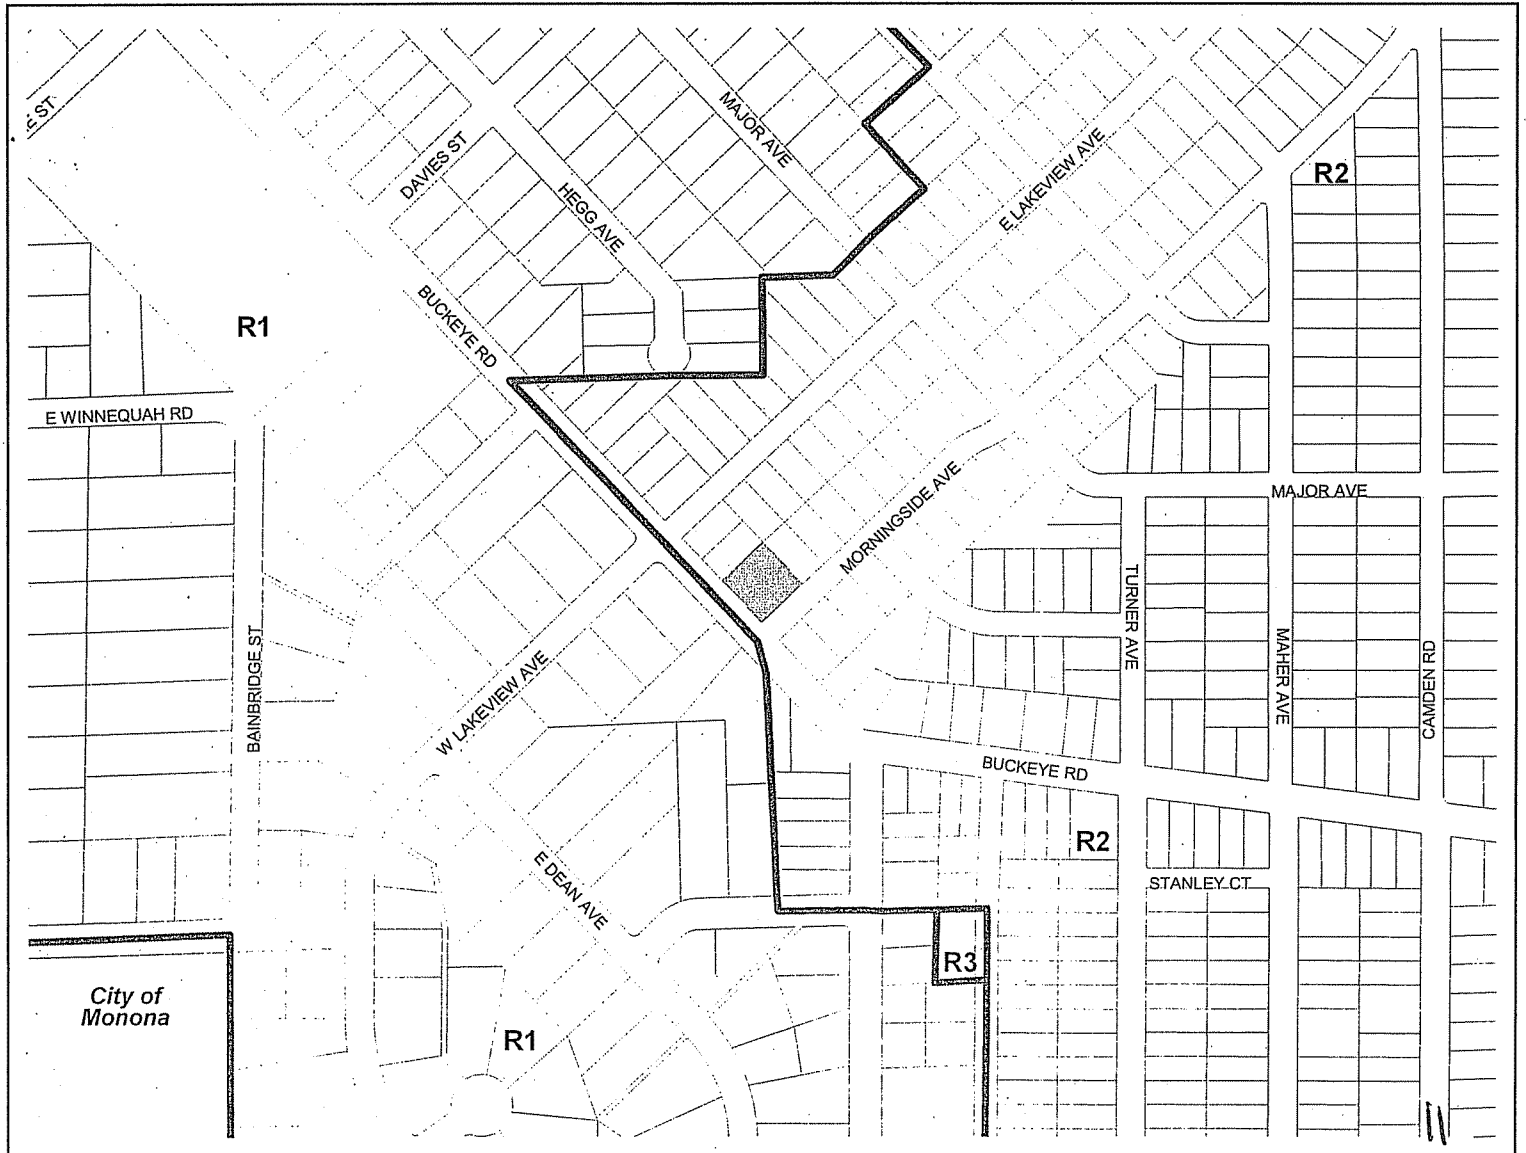 E ST
MAJOR AVE
DAVIES ST
HEGG AVE
E LAKEVIEW AVE
R2
BUCKEYE RD
R1
E WINNEQUAH RD
MORNINGSIDE AVE
MAJOR AVE
TURNER AVE
MAHER AVE
CAMDEN RD
BAINBRIDGE ST
W LAKEVIEW AVE
BUCKEYE RD
R2
E DEAN AVE
STANLEY CT
R3
City of
Monona
R1
11